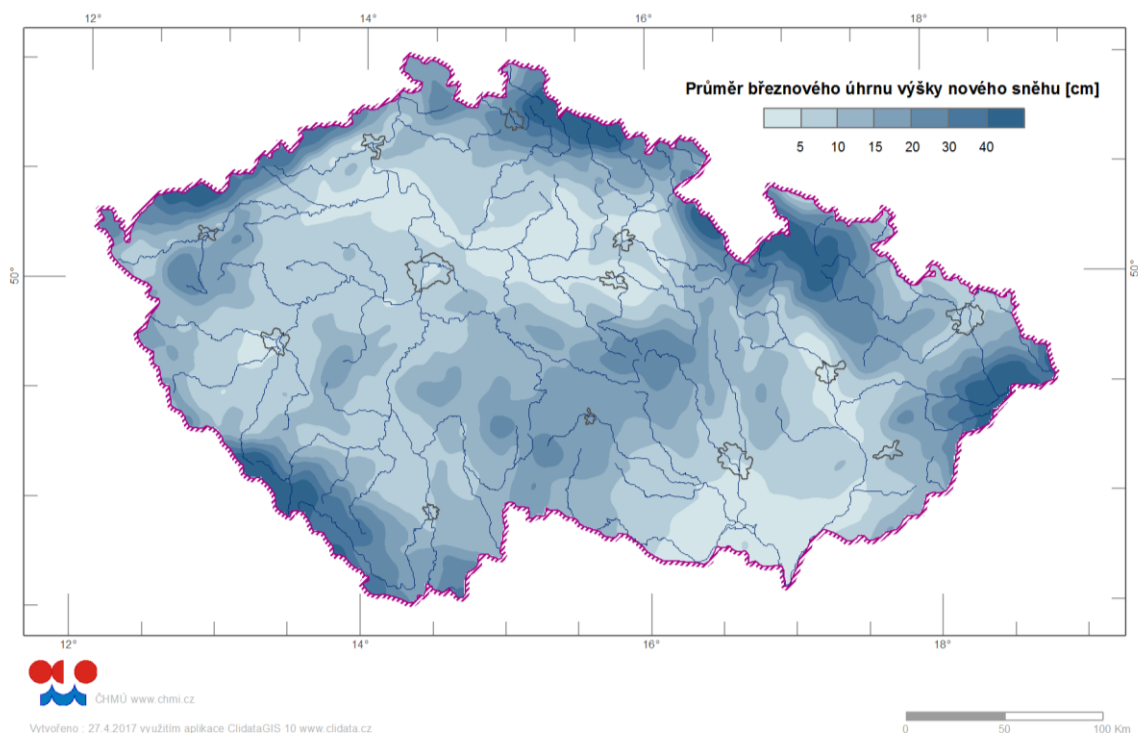 12° 14° 16° 18°
Průměr březnového úhrnu výšky nového sněhu [cm]
5 10 15 20 30 40
50° 50°
12° 14° 16° 18°
ČHMÚ www.chmi.cz
Vytvořeno : 27.4.2017 využitím aplikace ClidataGIS 10 www.clidata.cz
0 50 100 Km